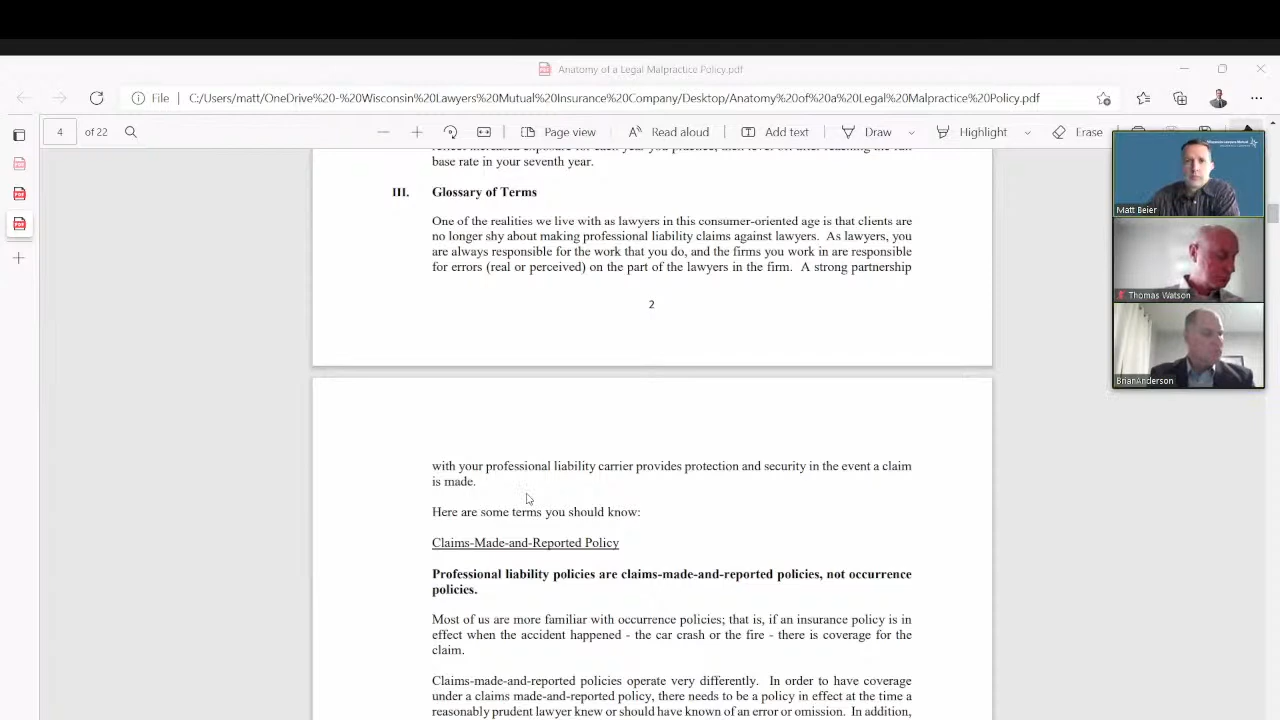 Anatomy of a Legal Malpractice Policy.pdf
File
C:/Users/matt/OneDrive%20-%20Wisconsin%20Lawyers%20Mutual%20Insurance%20Company/Desktop/Anatomy%20of%20a%20Legal%20Malpractice%20Policy.pdf
4 of 22
Page view
Read aloud
Add text
Draw
Highlight
Erase
base rate in your seventh year.
III. Glossary of Terms
One of the realities we live with as lawyers in this consumer-oriented age is that clients are
no longer shy about making professional liability claims against lawyers. As lawyers, you
are always responsible for the work that you do, and the firms you work in are responsible
for errors (real or perceived) on the part of the lawyers in the firm. A strong partnership
2
with your professional liability carrier provides protection and security in the event a claim
is made.
Here are some terms you should know:
Claims-Made-and-Reported Policy
Professional liability policies are claims-made-and-reported policies, not occurrence
policies.
Most of us are more familiar with occurrence policies; that is, if an insurance policy is in
effect when the accident happened - the car crash or the fire - there is coverage for the
claim.
Claims-made-and-reported policies operate very differently. In order to have coverage
under a claims made-and-reported policy, there needs to be a policy in effect at the time a
reasonably prudent lawyer knew or should have known of an error or omission. In addition,
Matt Beier
Thomas Watson
BrianAnderson